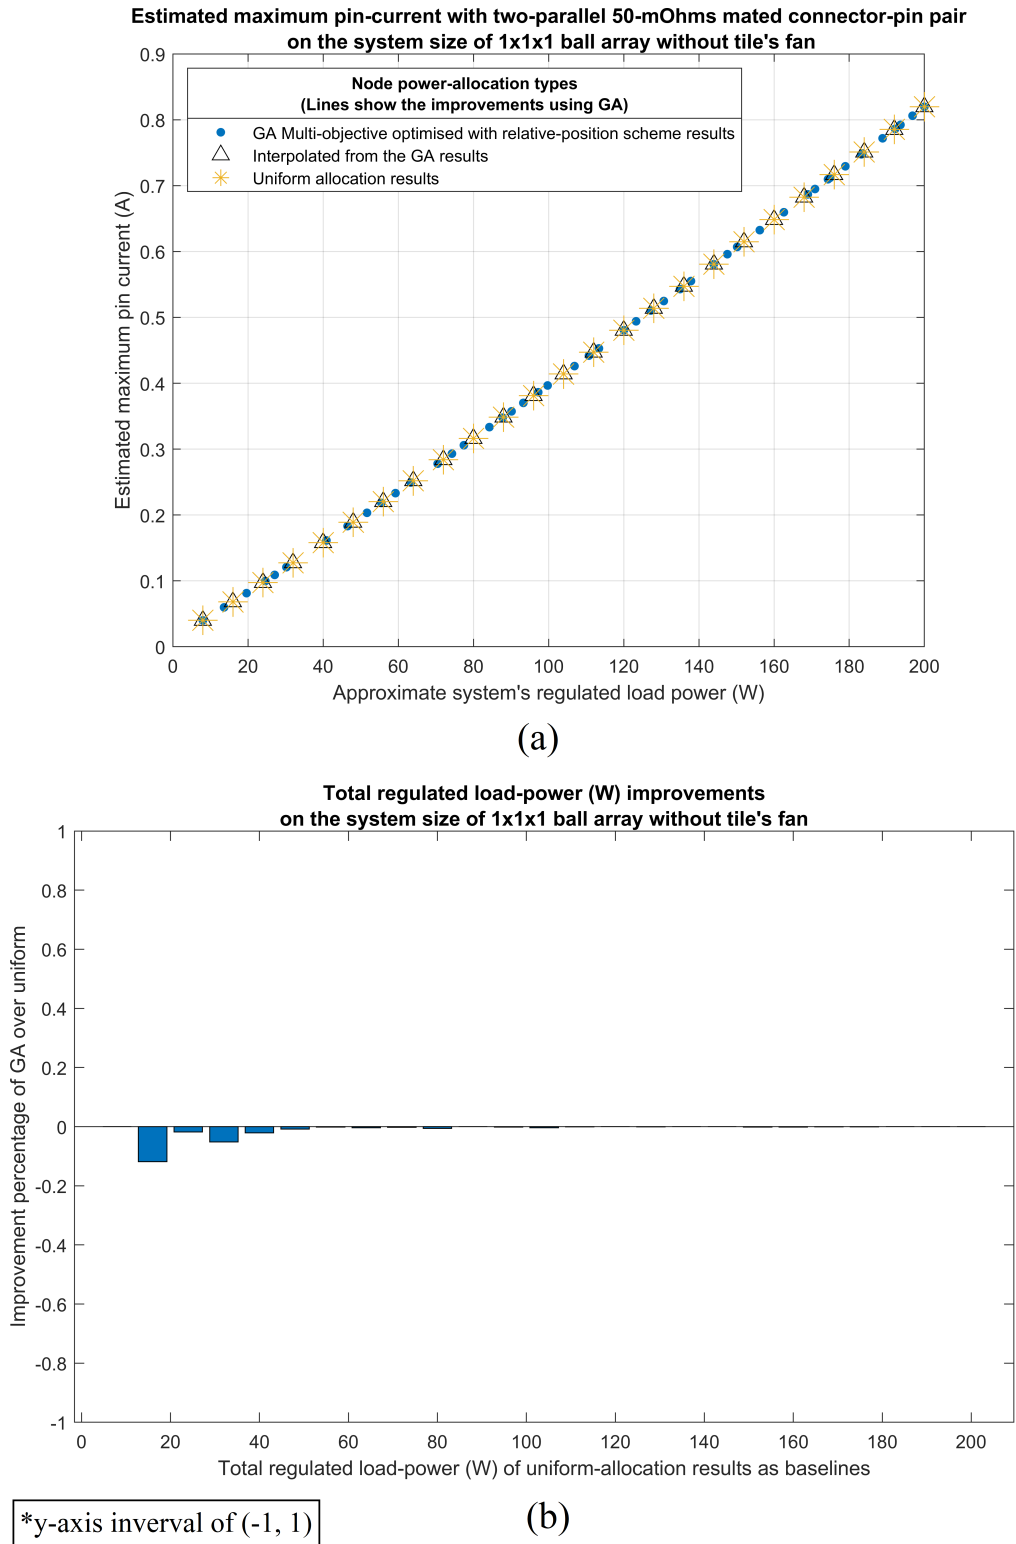 Estimated maximum pin-current with two-parallel 50-mOhms mated connector-pin pair
on the system size of 1x1x1 ball array without tile's fan
Node power-allocation types
(Lines show the improvements using GA)
GA Multi-objective optimised with relative-position scheme results
Interpolated from the GA results
Uniform allocation results
Estimated maximum pin current (A)
0.9
0.8
0.7
0.6
0.5
0.4
0.3
0.2
0.1
0
0 20 40 60 80 100 120 140 160 180 200
Approximate system's regulated load power (W)
(a)
Total regulated load-power (W) improvements
on the system size of 1x1x1 ball array without tile's fan
Improvement percentage of GA over uniform
1
0.8
0.6
0.4
0.2
0
-0.2
-0.4
-0.6
-0.8
-1
0 20 40 60 80 100 120 140 160 180 200
Total regulated load-power (W) of uniform-allocation results as baselines
*y-axis inverval of (-1, 1)
(b)